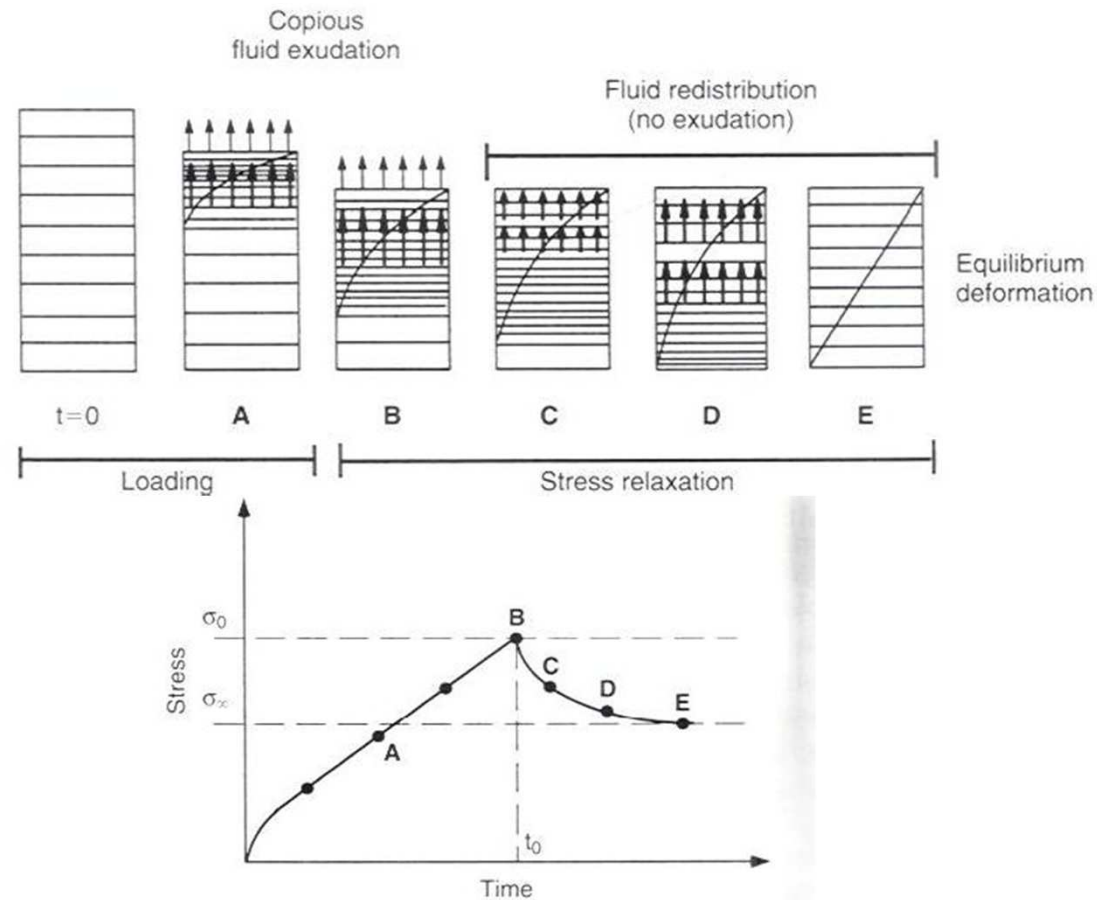 Copious
fluid exudation
Fluid redistribution
(no exudation)
Equilibrium
deformation
t=0
A
B
C
D
E
Loading
Stress relaxation
σ0
σ∞
Stress
B
C
D
E
A
t0
Time